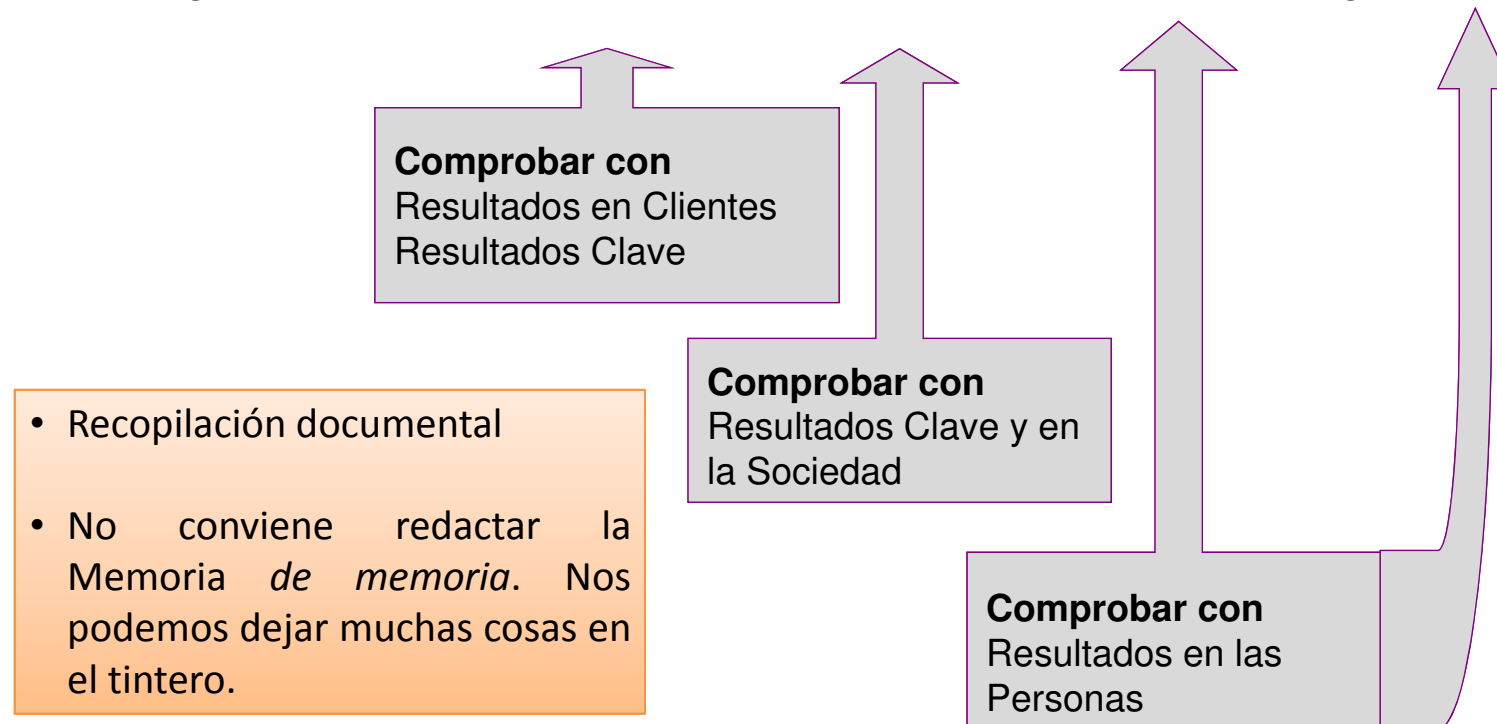 Comprobar con
Resultados en Clientes
Resultados Clave
Comprobar con
Resultados Clave y en
la Sociedad
• Recopilación documental
• No conviene redactar la
Memoria de memoria. Nos
podemos dejar muchas cosas en
el tintero.
Comprobar con
Resultados en las
Personas